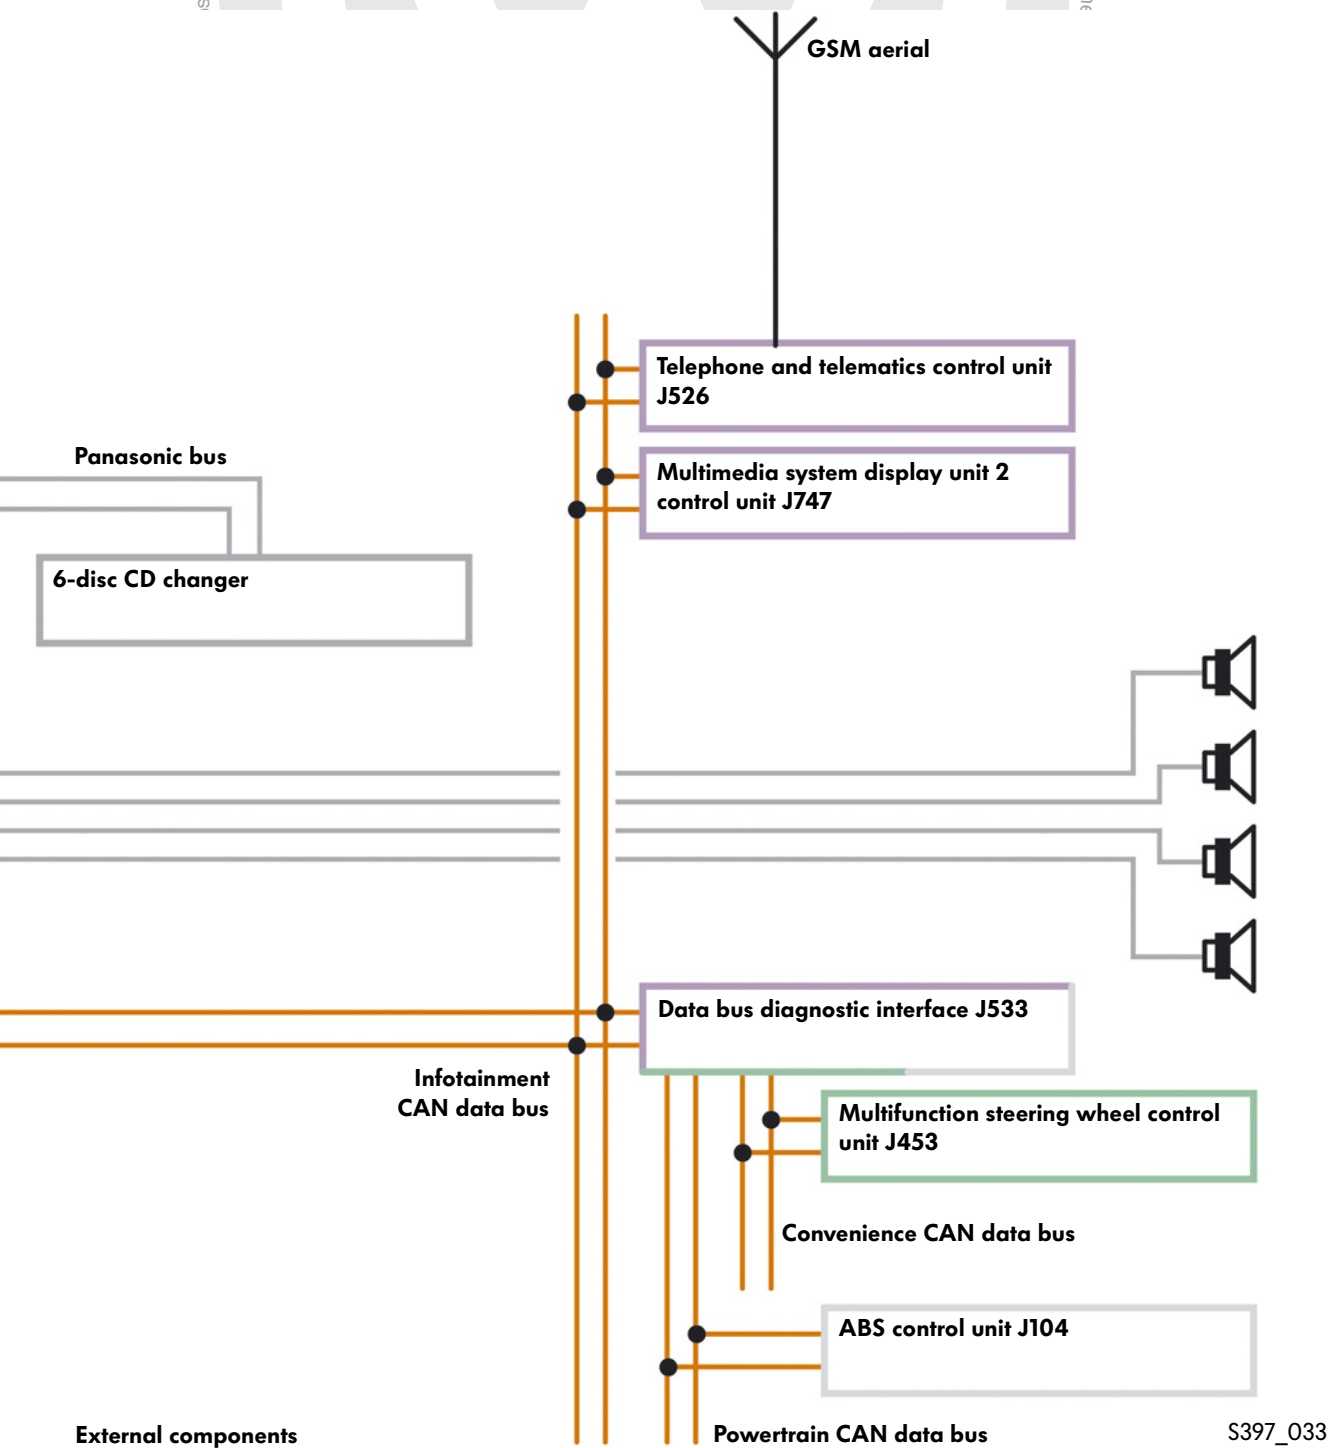 GSM aerial
Telephone and telematics control unit
J526
Panasonic bus
Multimedia system display unit 2
control unit J747
6-disc CD changer
Data bus diagnostic interface J533
Infotainment
CAN data bus
Multifunction steering wheel control
unit J453
Convenience CAN data bus
ABS control unit J104
External components
Powertrain CAN data bus
S397_033